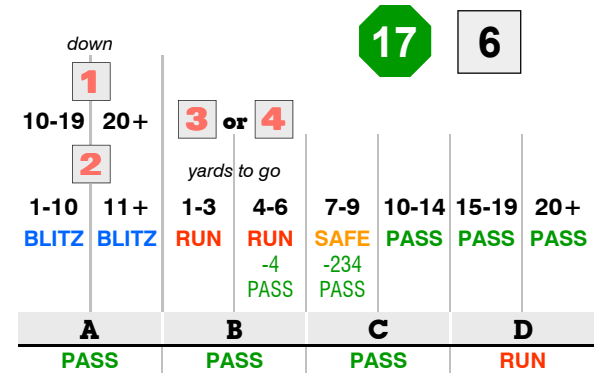 17 6
down
1
10-19 20+ 3 or 4
2 yards to go
1-10 11+ 1-3 4-6 7-9 10-14 15-19 20+
BLITZ BLITZ RUN RUN SAFE PASS PASS PASS
-4 -234
PASS PASS
A B C D
PASS PASS PASS RUN